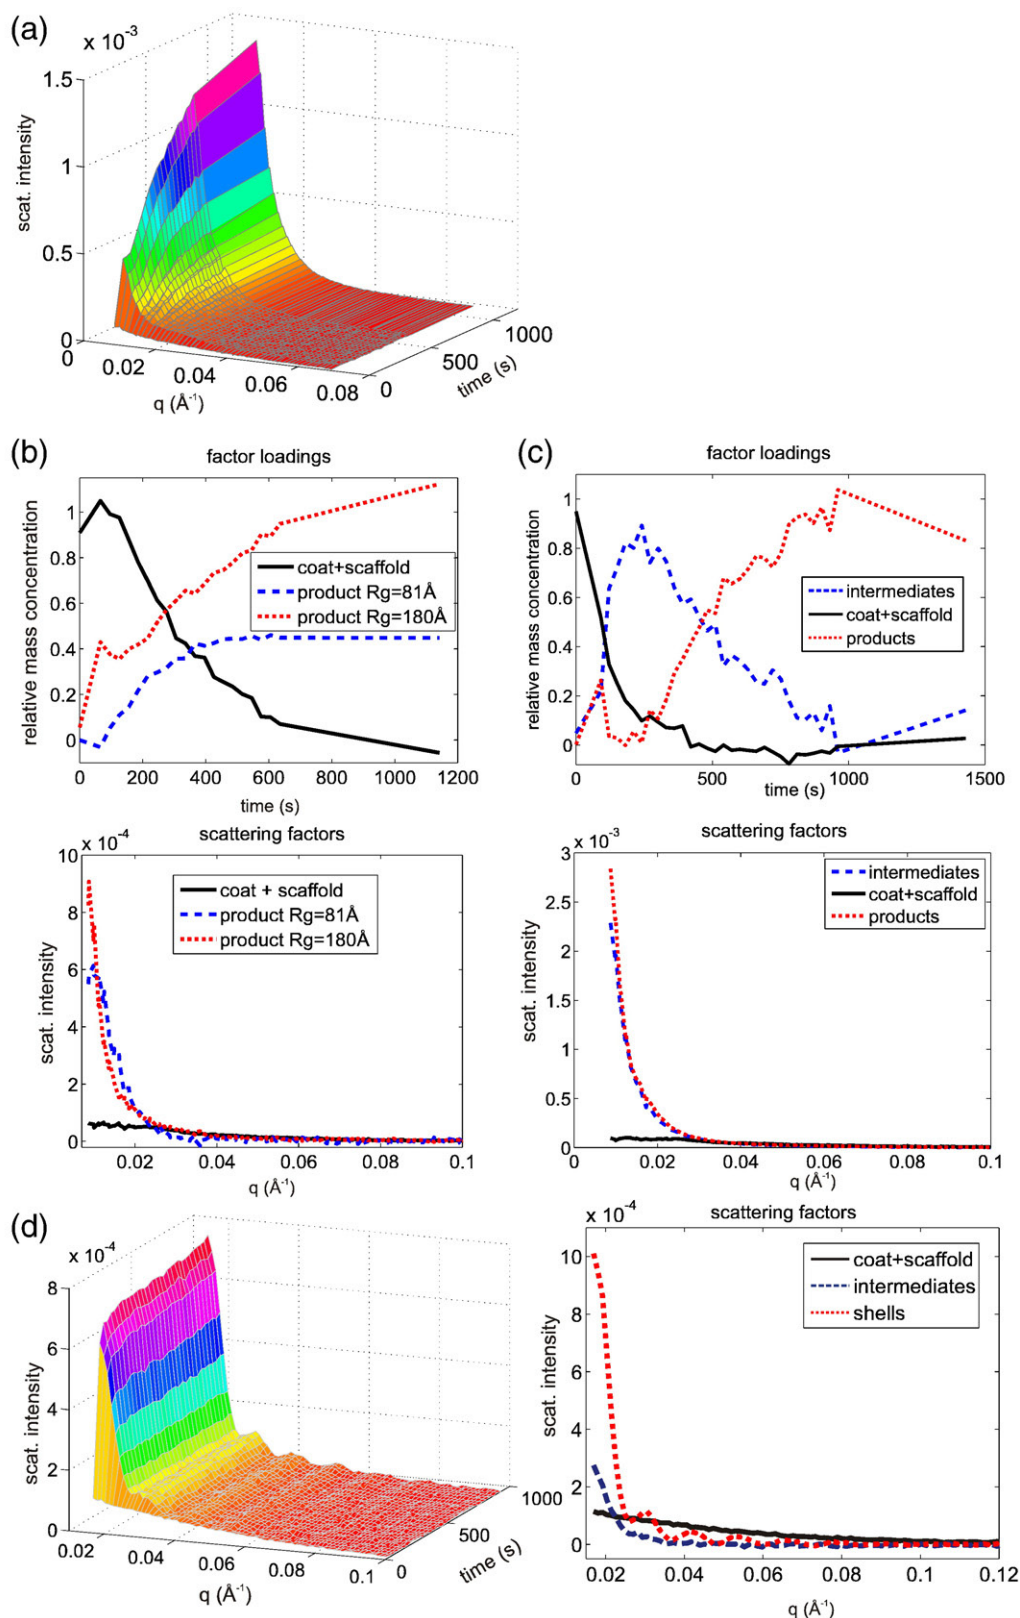 (a)
x 10⁻³
1.5
1
0.5
0
scat. intensity
0
0.02
0.04
0.06
0.08
q (Å⁻¹)
0
500
1000
time (s)
(b)
factor loadings
1
0.8
0.6
0.4
0.2
0
relative mass concentration
coat+scaffold
product Rg=81Å
product Rg=180Å
0 200 400 600 800 1000 1200
time (s)
(c)
factor loadings
1
0.8
0.6
0.4
0.2
0
relative mass concentration
intermediates
coat+scaffold
products
0 500 1000 1500
time (s)
scattering factors
x 10⁻⁴
10
8
6
4
2
0
scat. intensity
coat + scaffold
product Rg=81Å
product Rg=180Å
0.02 0.04 0.06 0.08 0.1
q (Å⁻¹)
scattering factors
x 10⁻³
3
2.5
2
1.5
1
0.5
0
scat. intensity
intermediates
coat+scaffold
products
0 0.02 0.04 0.06 0.08 0.1
q (Å⁻¹)
(d)
x 10⁻⁴
8
6
4
2
0
scat. intensity
0.02
0.04
0.06
0.08
0.1
q (Å⁻¹)
0
500
1000
time (s)
scattering factors
x 10⁻⁴
10
8
6
4
2
0
scat. intensity
coat+scaffold
intermediates
shells
0.02 0.04 0.06 0.08 0.10 0.12
q (Å⁻¹)